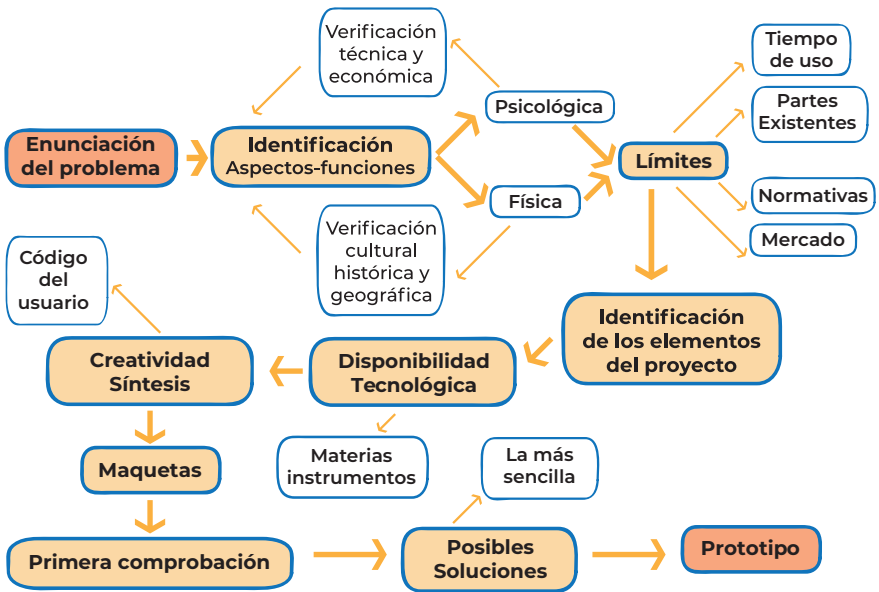 Enunciación
del problema
Identificación
Aspectos-funciones
Verificación
técnica y
económica
Verificación
cultural
histórica y
geográfica
Psicológica
Física
Límites
Tiempo
de uso
Partes
Existentes
Normativas
Mercado
Identificación
de los elementos
del proyecto
Disponibilidad
Tecnológica
Materias
instrumentos
Creatividad
Síntesis
Código
del
usuario
Maquetas
Primera comprobación
Posibles
Soluciones
La más
sencilla
Prototipo